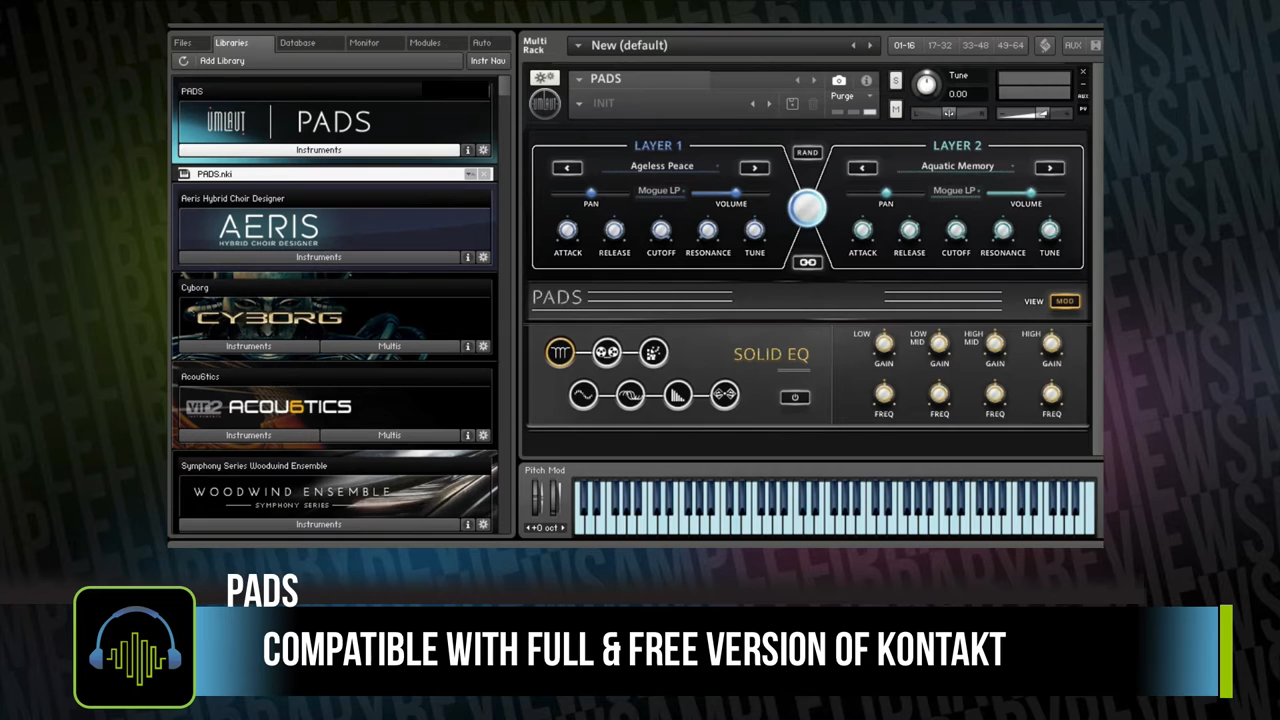 Files Libraries Database Monitor Modules Auto
Add Library Instr Nav
PADS
ÜMLAUT PADS
Instruments
PADS.nki
Aeris Hybrid Choir Designer
AERIS
HYBRID CHOIR DESIGNER
Instruments
Cyborg
CYBORG
Instruments Multis
Acou6tics
VIR2 ACOU6TICS
INSTRUMENTS
Instruments Multis
Symphony Series Woodwind Ensemble
WOODWIND ENSEMBLE
SYMPHONY SERIES
Instruments
Multi
Rack
New (default)
01-16 17-32 33-48 49-64 AUX
PADS
INIT
Purge
S
M
Tune
0.00
L R
AUX
PV
ÜMLAUT
LAYER 1
Ageless Peace
Mogue LP
PAN VOLUME
ATTACK RELEASE CUTOFF RESONANCE TUNE
RAND
LAYER 2
Aquatic Memory
Mogue LP
PAN VOLUME
ATTACK RELEASE CUTOFF RESONANCE TUNE
PADS
VIEW MOD
SOLID EQ
LOW LOW MID HIGH MID HIGH
GAIN GAIN GAIN GAIN
FREQ FREQ FREQ FREQ
Pitch Mod
+0 oct
PADS
COMPATIBLE WITH FULL & FREE VERSION OF KONTAKT